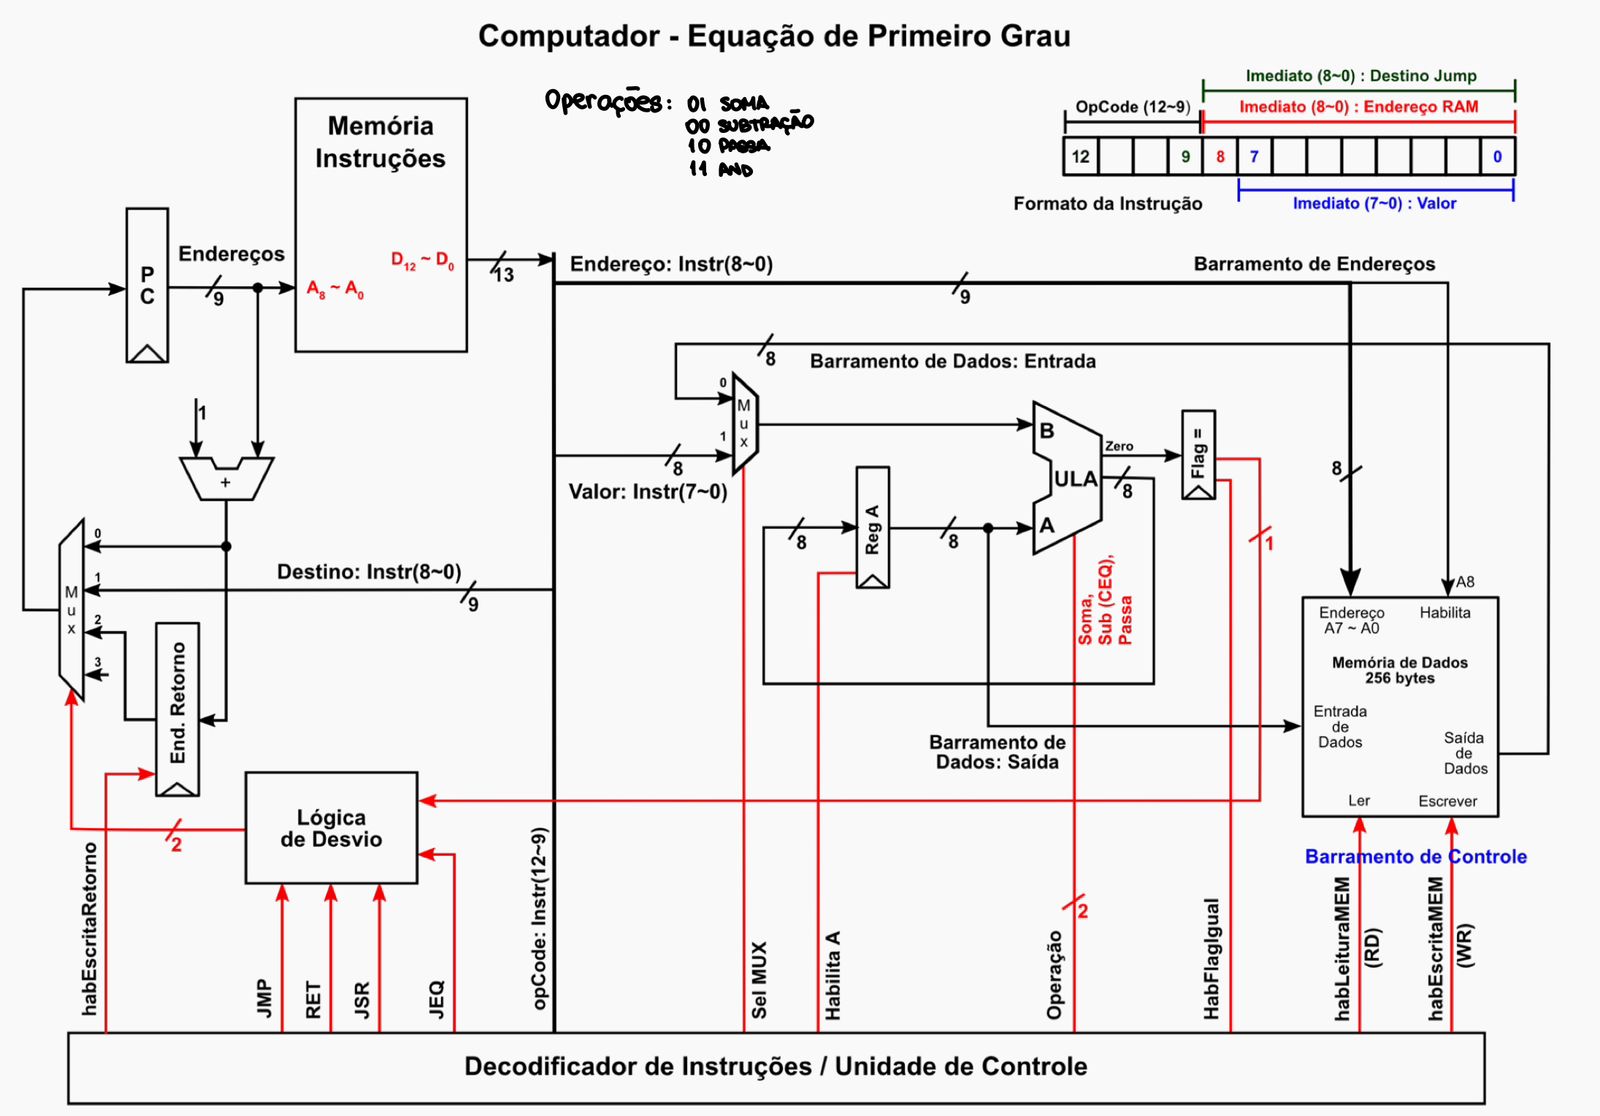 Computador - Equação de Primeiro Grau
Operações: 01 SOMA
00 SUBTRAÇÃO
10 PASSA
11 AND
Imediato (8~0) : Destino Jump
OpCode (12~9)
Imediato (8~0) : Endereço RAM
12 9 8 7 0
Formato da Instrução
Imediato (7~0) : Valor
Memória
Instruções
P
C
Endereços
9
A8 ~ A0
D12 ~ D0
13
Endereço: Instr(8~0)
9
Barramento de Endereços
8
Barramento de Dados: Entrada
0
M
u
x
1
8
Valor: Instr(7~0)
B
ULA
A
Zero
8
Flag =
8
1
1
+
8
Reg A
8
Soma,
Sub (CEQ),
Passa
0
1
2
3
M
u
x
Destino: Instr(8~0)
9
End. Retorno
A8
Endereço
A7 ~ A0
Habilita
Memória de Dados
256 bytes
Entrada
de
Dados
Saída
de
Dados
Ler
Escrever
Barramento de
Dados: Saída
Lógica
de Desvio
2
2
Barramento de Controle
habEscritaRetorno
JMP
RET
JSR
JEQ
opCode: Instr(12~9)
Sel MUX
Habilita A
Operação
HabFlagIgual
habLeituraMEM
(RD)
habEscritaMEM
(WR)
Decodificador de Instruções / Unidade de Controle